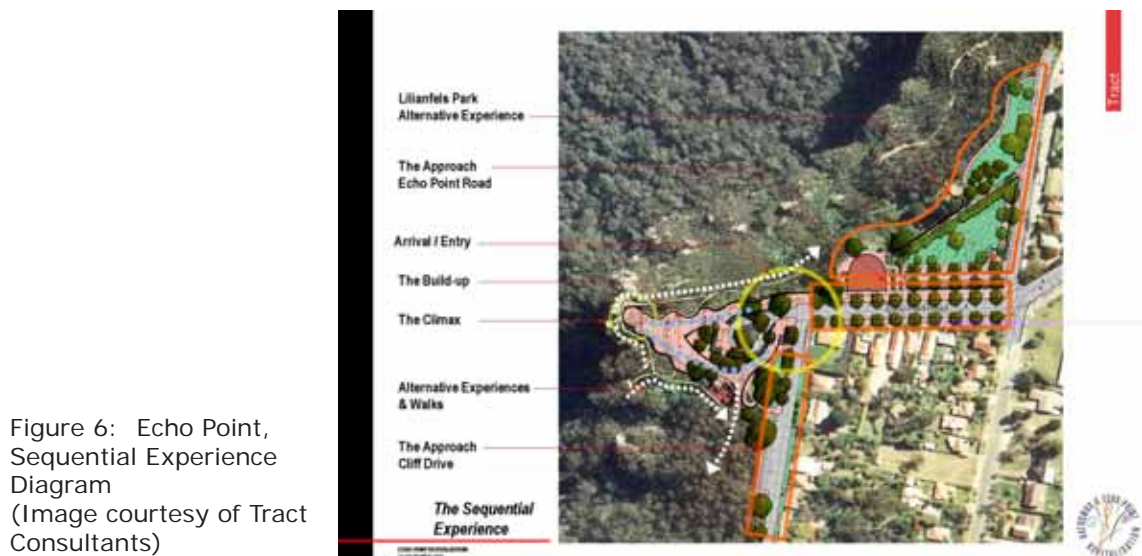 Lilianfels Park
Alternative Experience
The Approach
Echo Point Road
Arrival / Entry
The Build-up
The Climax
Alternative Experiences
& Walks
The Approach
Cliff Drive
The Sequential
Experience
Tract
Figure 6: Echo Point,
Sequential Experience
Diagram
(Image courtesy of Tract
Consultants)